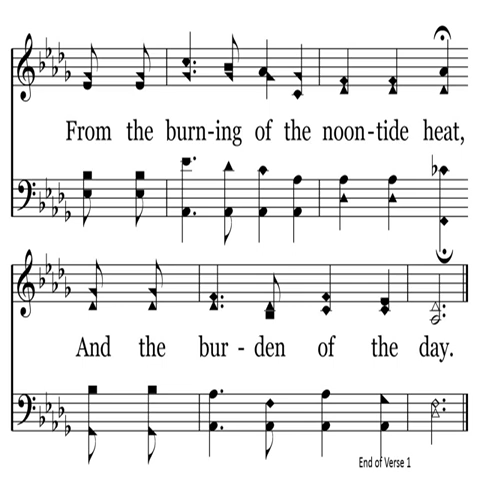 From the burn-ing of the noon-tide heat,
And the bur-den of the day.
End of Verse 1